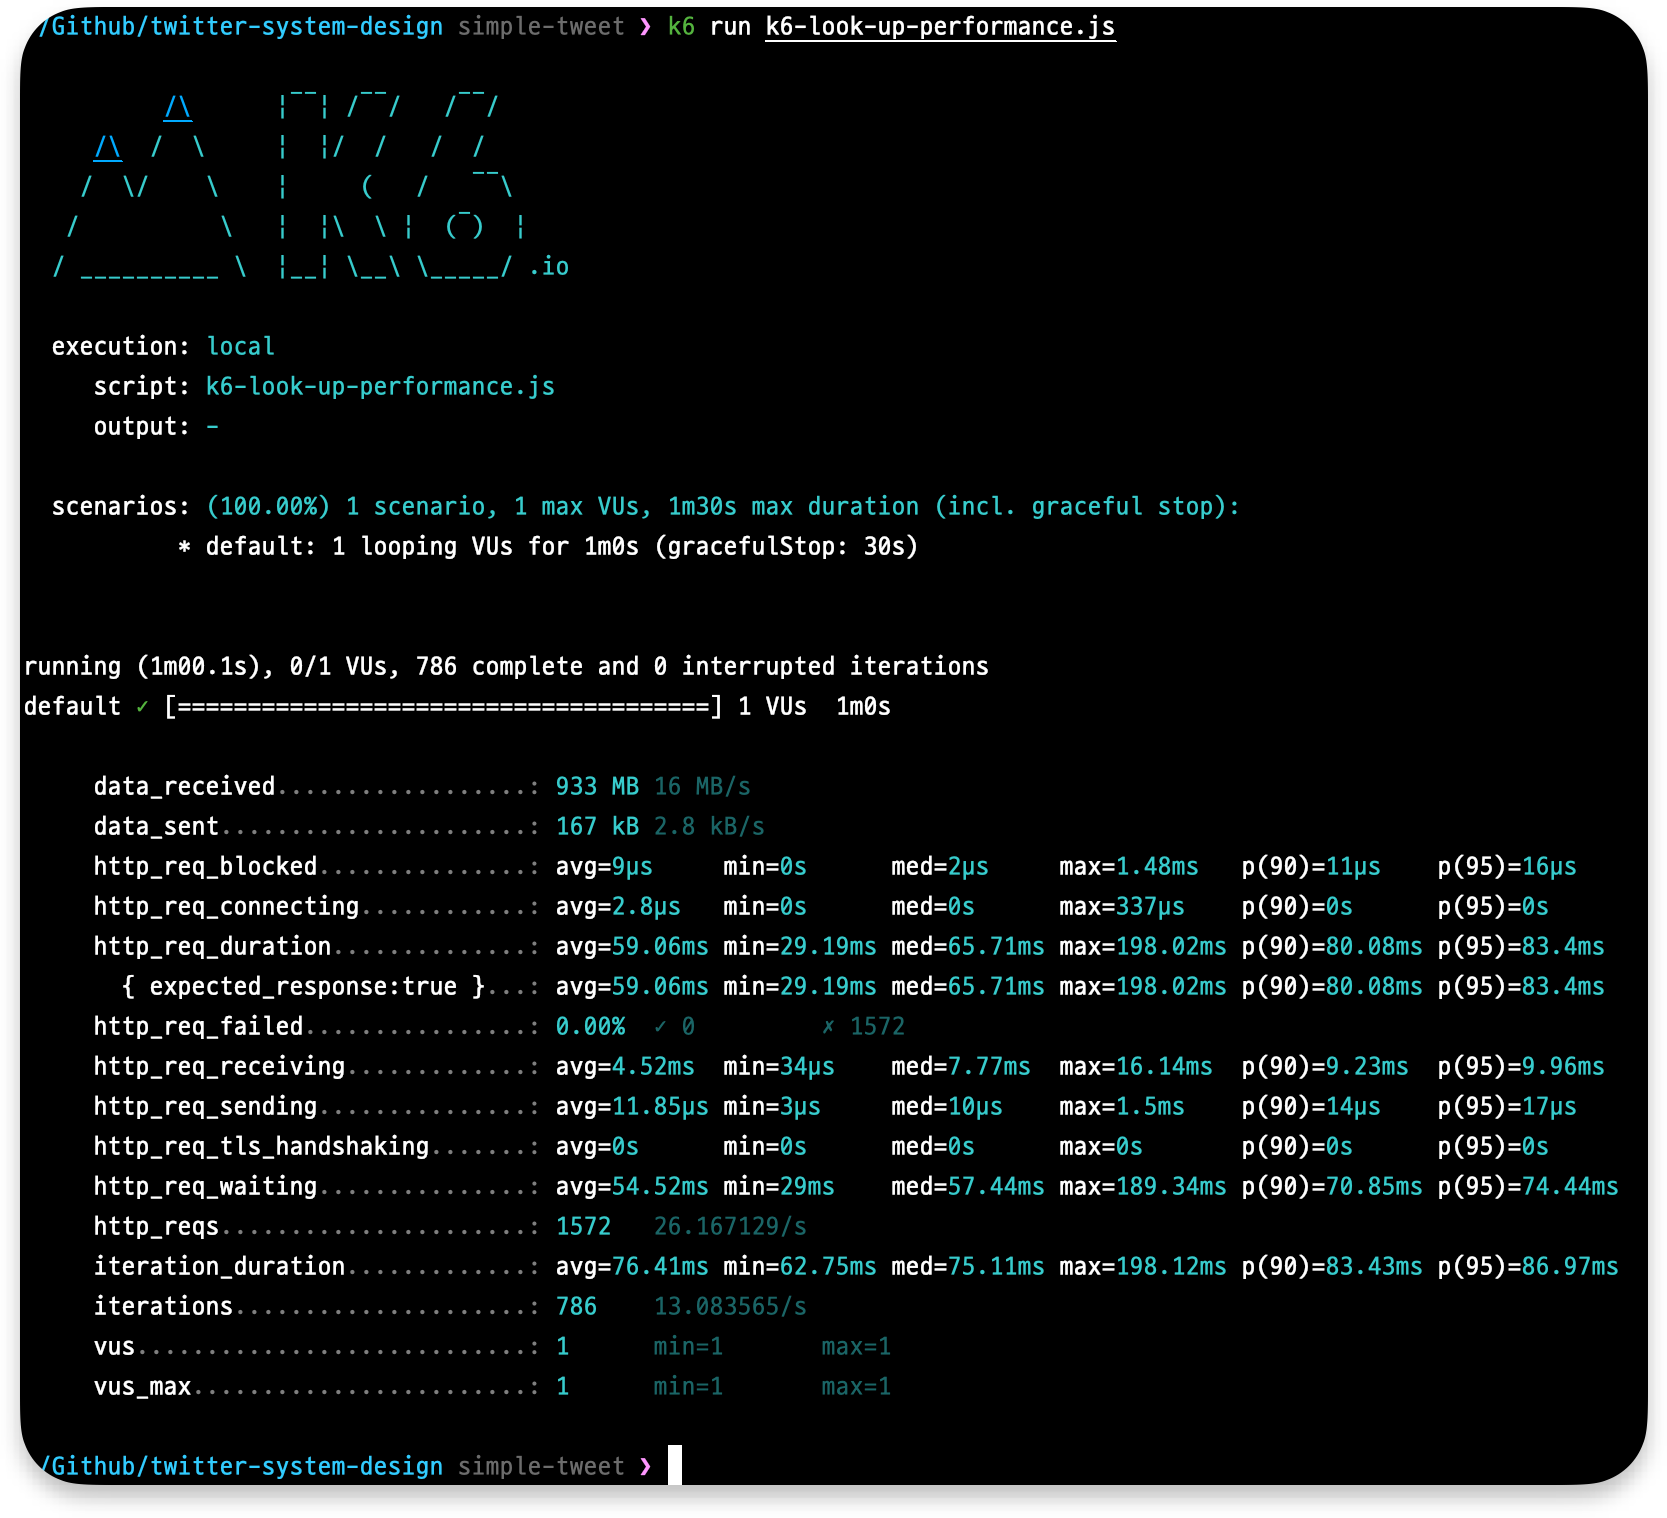 /Github/twitter-system-design simple-tweet ❯ k6 run k6-look-up-performance.js
          /\      |‾‾| /‾‾/   /‾‾/
     /\  /  \     |  |/  /   /  /
    /  \/    \    |     (   /   ‾‾\
   /          \   |  |\  \ |  (‾)  |
  / __________ \  |__| \__\ \_____/ .io
execution: local
script: k6-look-up-performance.js
output: -
scenarios: (100.00%) 1 scenario, 1 max VUs, 1m30s max duration (incl. graceful stop):
* default: 1 looping VUs for 1m0s (gracefulStop: 30s)
running (1m00.1s), 0/1 VUs, 786 complete and 0 interrupted iterations
default ✓ [======================================] 1 VUs  1m0s
data_received..................: 933 MB 16 MB/s
data_sent......................: 167 kB 2.8 kB/s
http_req_blocked...............: avg=9µs     min=0s      med=2µs     max=1.48ms   p(90)=11µs    p(95)=16µs
http_req_connecting............: avg=2.8µs   min=0s      med=0s      max=337µs    p(90)=0s      p(95)=0s
http_req_duration..............: avg=59.06ms min=29.19ms med=65.71ms max=198.02ms p(90)=80.08ms p(95)=83.4ms
{ expected_response:true }...: avg=59.06ms min=29.19ms med=65.71ms max=198.02ms p(90)=80.08ms p(95)=83.4ms
http_req_failed................: 0.00%  ✓ 0         ✗ 1572
http_req_receiving.............: avg=4.52ms  min=34µs    med=7.77ms  max=16.14ms  p(90)=9.23ms  p(95)=9.96ms
http_req_sending...............: avg=11.85µs min=3µs     med=10µs    max=1.5ms    p(90)=14µs    p(95)=17µs
http_req_tls_handshaking.......: avg=0s      min=0s      med=0s      max=0s       p(90)=0s      p(95)=0s
http_req_waiting...............: avg=54.52ms min=29ms    med=57.44ms max=189.34ms p(90)=70.85ms p(95)=74.44ms
http_reqs......................: 1572   26.167129/s
iteration_duration.............: avg=76.41ms min=62.75ms med=75.11ms max=198.12ms p(90)=83.43ms p(95)=86.97ms
iterations.....................: 786    13.083565/s
vus............................: 1      min=1       max=1
vus_max........................: 1      min=1       max=1
/Github/twitter-system-design simple-tweet ❯